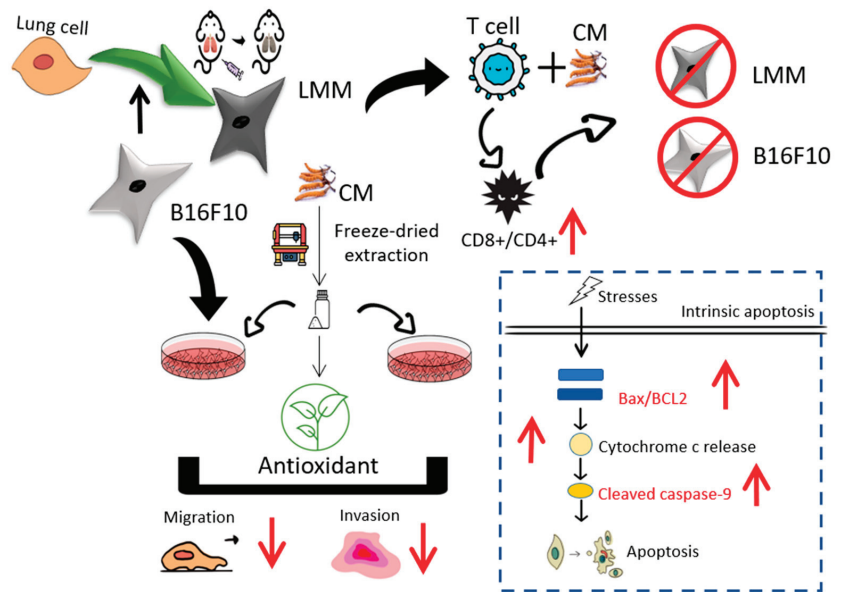 Lung cell
LMM
B16F10
T cell
CM
LMM
B16F10
CD8+/CD4+
CM
Freeze-dried
extraction
Antioxidant
Migration
Invasion
Stresses
Intrinsic apoptosis
Bax/BCL2
Cytochrome c release
Cleaved caspase-9
Apoptosis